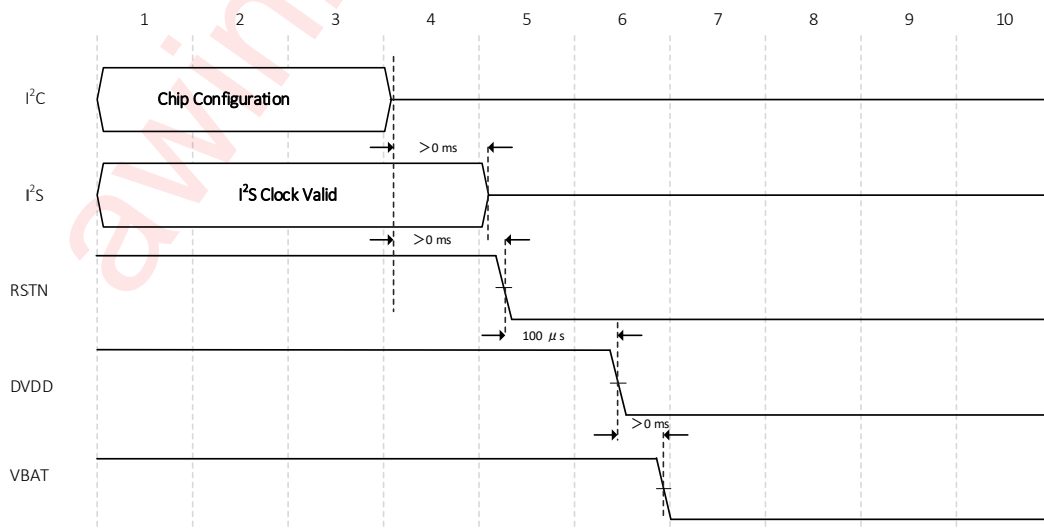 1 2 3 4 5 6 7 8 9 10
I²C
Chip Configuration
>0 ms
I²S
I²S Clock Valid
>0 ms
RSTN
100 μs
DVDD
>0 ms
VBAT